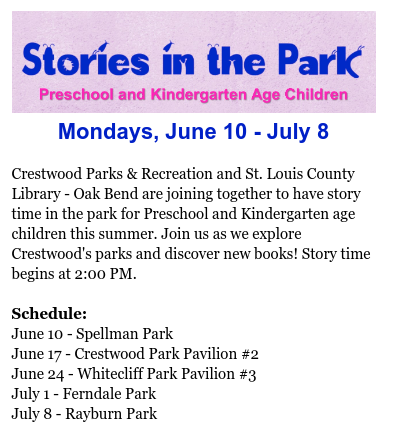 Stories in the Park
Preschool and Kindergarten Age Children
Mondays, June 10 - July 8
Crestwood Parks & Recreation and St. Louis County
Library - Oak Bend are joining together to have story
time in the park for Preschool and Kindergarten age
children this summer. Join us as we explore
Crestwood's parks and discover new books! Story time
begins at 2:00 PM.
Schedule:
June 10 - Spellman Park
June 17 - Crestwood Park Pavilion #2
June 24 - Whitecliff Park Pavilion #3
July 1 - Ferndale Park
July 8 - Rayburn Park